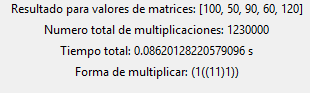 Resultado para valores de matrices: [100, 50, 90, 60, 120]
Numero total de multiplicaciones: 1230000
Tiempo total: 0.08620128220579096 s
Forma de multiplicar: (1((11)1))